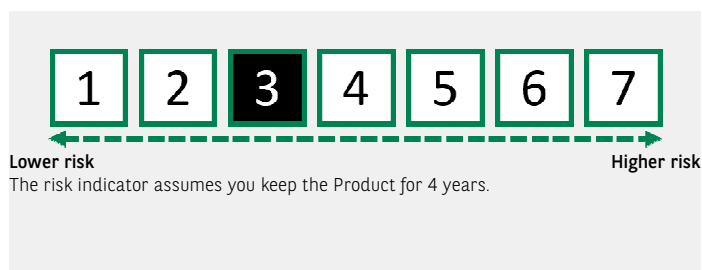 1 2 3 4 5 6 7
Lower risk Higher risk
The risk indicator assumes you keep the Product for 4 years.